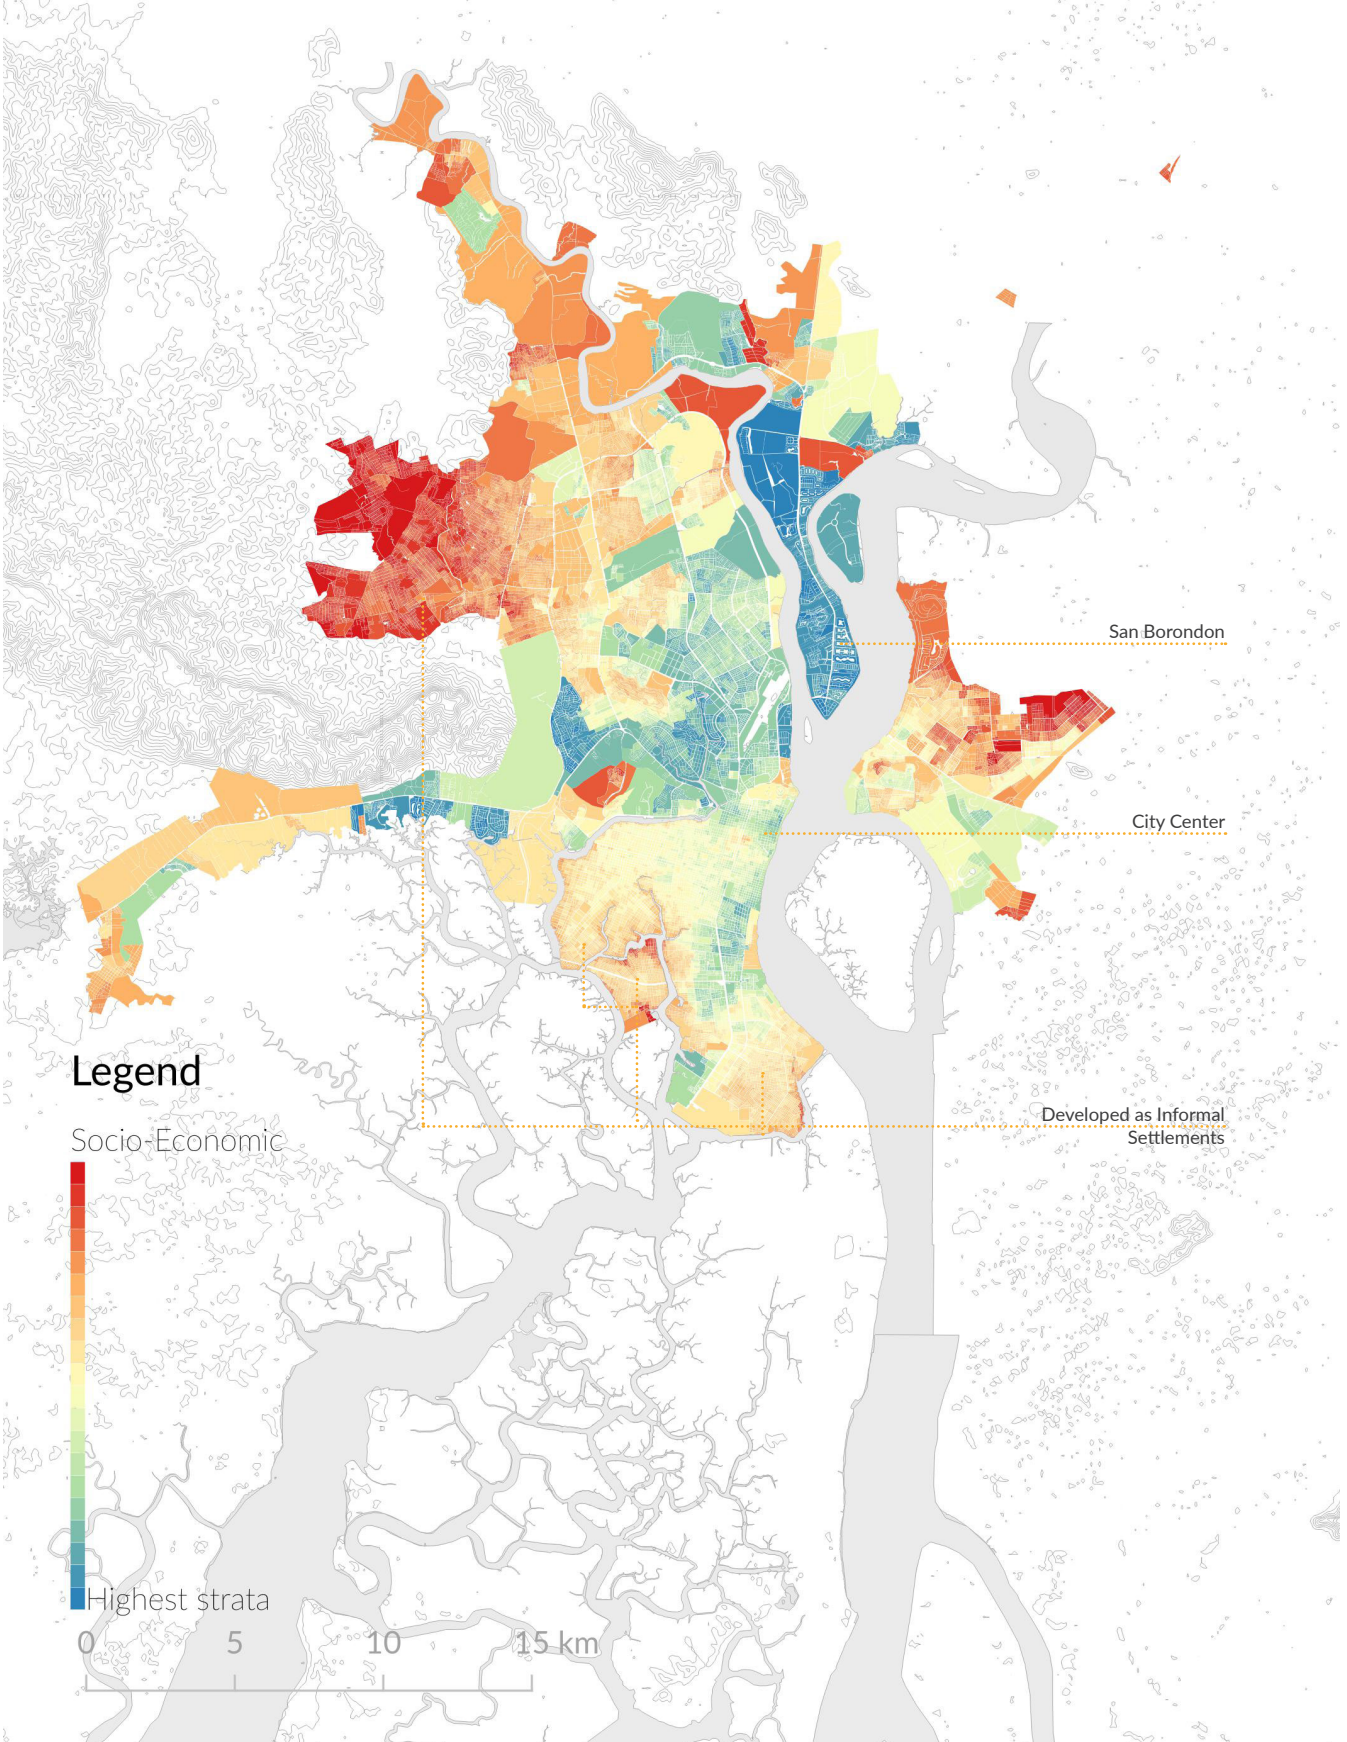 San Borondon
City Center
Developed as Informal
Settlements
Legend
Socio-Economic
Highest strata
0 5 10 15 km